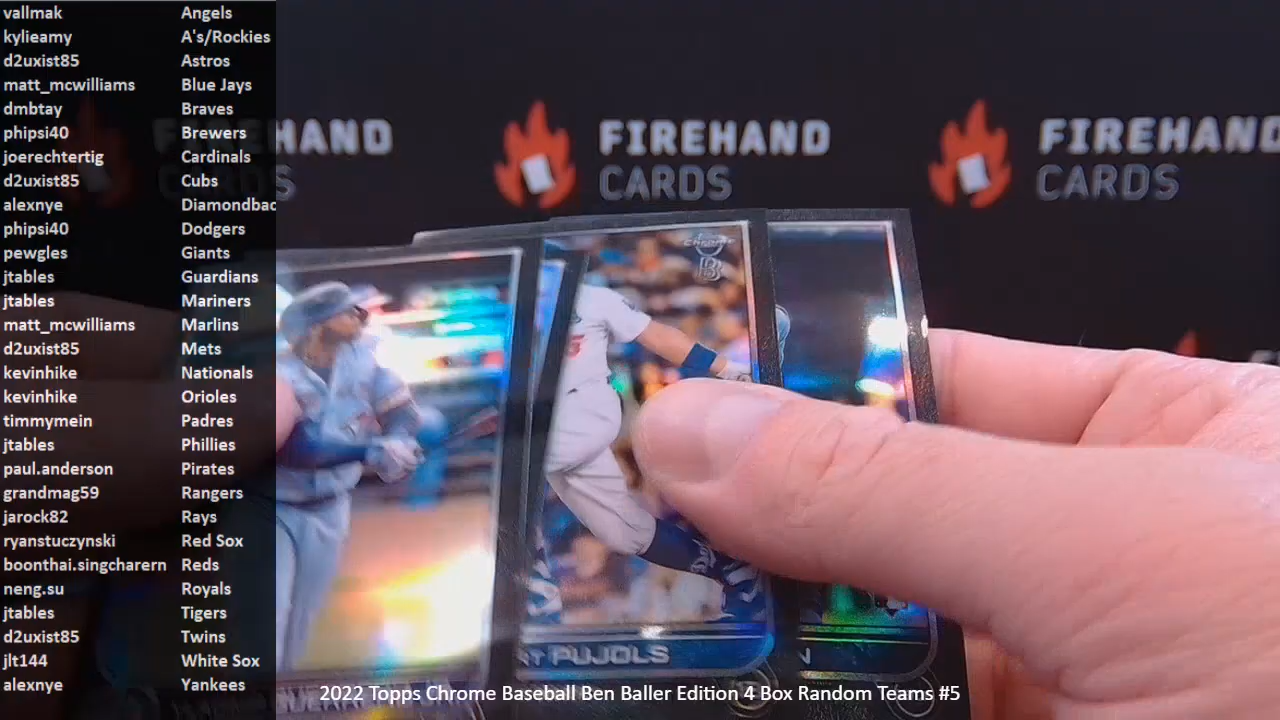 vallmak Angels
kylieamy A's/Rockies
d2uxist85 Astros
matt_mcwilliams Blue Jays
dmbtay Braves
phipsi40 Brewers
joerechtertig Cardinals
d2uxist85 Cubs
alexnye Diamondbac
phipsi40 Dodgers
pewgles Giants
jtables Guardians
jtables Mariners
matt_mcwilliams Marlins
d2uxist85 Mets
kevinhike Nationals
kevinhike Orioles
timmymein Padres
jtables Phillies
paul.anderson Pirates
grandmag59 Rangers
jarock82 Rays
ryanstuczynski Red Sox
boonthai.singcharern Reds
neng.su Royals
jtables Tigers
d2uxist85 Twins
jlt144 White Sox
alexnye Yankees
FIREHAND
CARDS
FIREHAND
CARDS
FIREHAND
CARDS
CHROME
B
RT PUJOLS
N
2022 Topps Chrome Baseball Ben Baller Edition 4 Box Random Teams #5